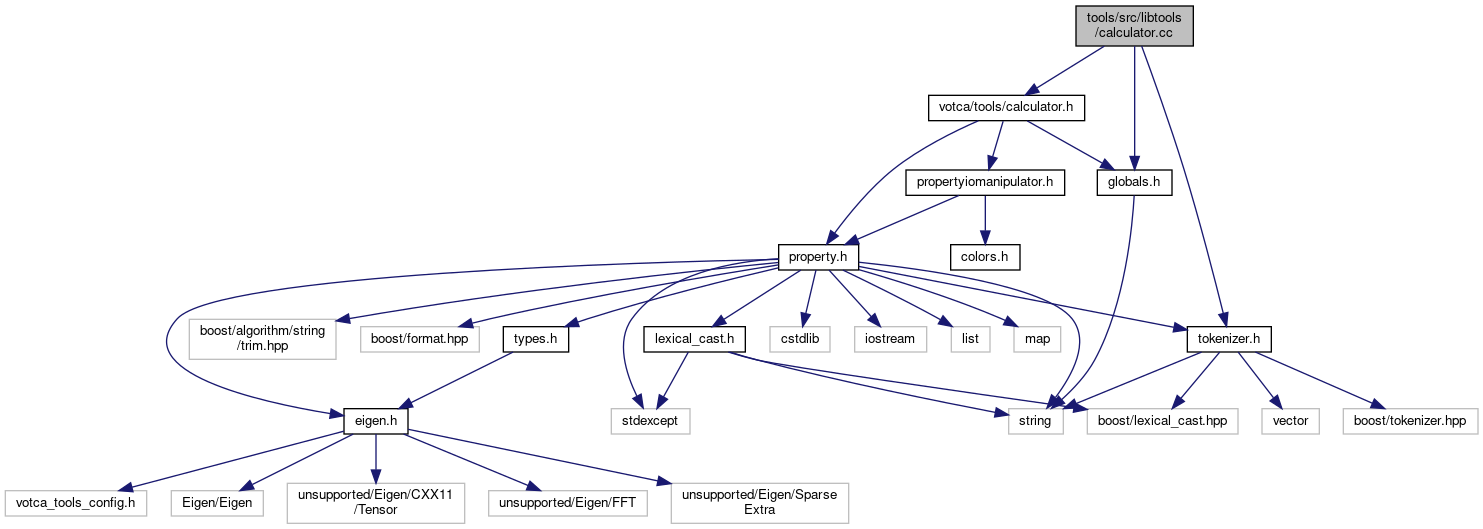 tools/src/libtools
/calculator.cc
votca/tools/calculator.h
propertyiomanipulator.h
globals.h
property.h
colors.h
boost/algorithm/string
/trim.hpp
boost/format.hpp
types.h
lexical_cast.h
cstdlib
iostream
list
map
tokenizer.h
eigen.h
stdexcept
string
boost/lexical_cast.hpp
vector
boost/tokenizer.hpp
votca_tools_config.h
Eigen/Eigen
unsupported/Eigen/CXX11
/Tensor
unsupported/Eigen/FFT
unsupported/Eigen/Sparse
Extra